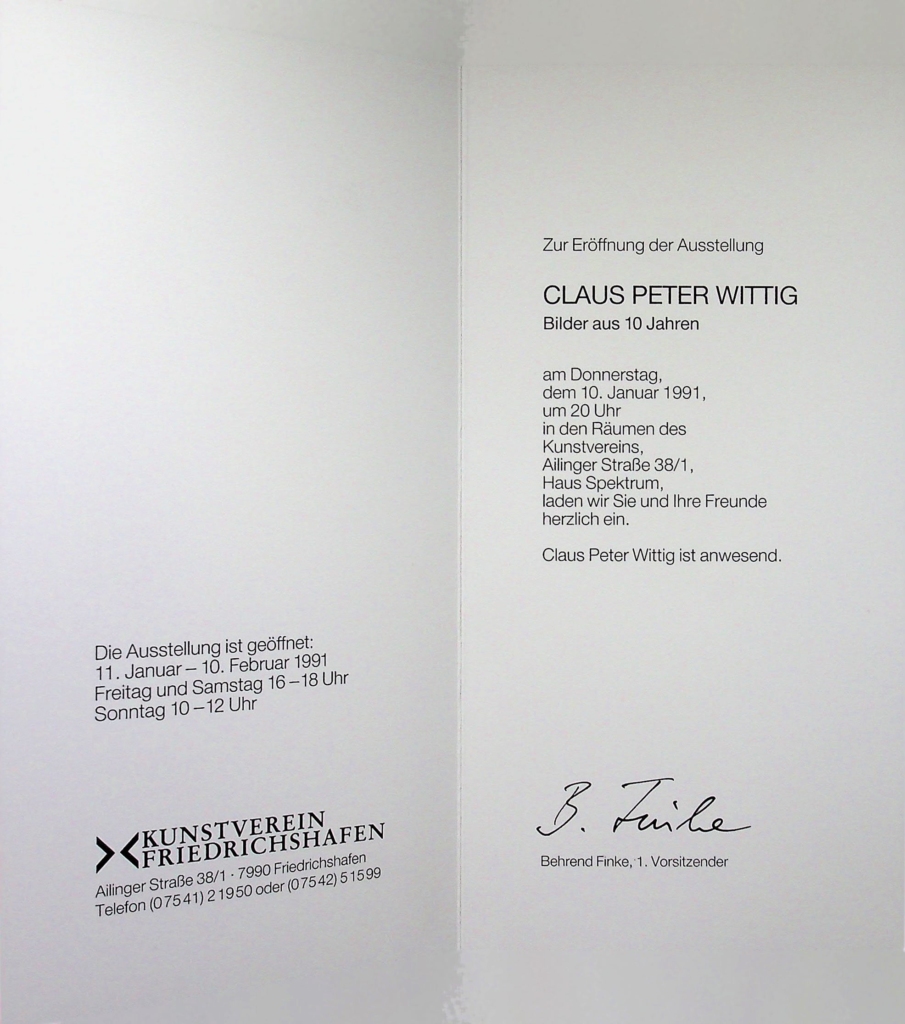 Die Ausstellung ist geöffnet:
11. Januar – 10. Februar 1991
Freitag und Samstag 16 – 18 Uhr
Sonntag 10 – 12 Uhr
KUNSTVEREIN
FRIEDRICHSHAFEN
Ailinger Straße 38/1 · 7990 Friedrichshafen
Telefon (0 75 41) 2 19 50 oder (0 75 42) 5 15 99
Zur Eröffnung der Ausstellung
CLAUS PETER WITTIG
Bilder aus 10 Jahren
am Donnerstag,
dem 10. Januar 1991,
um 20 Uhr
in den Räumen des
Kunstvereins,
Ailinger Straße 38/1,
Haus Spektrum,
laden wir Sie und Ihre Freunde
herzlich ein.
Claus Peter Wittig ist anwesend.
B. Finke
Behrend Finke, 1. Vorsitzender